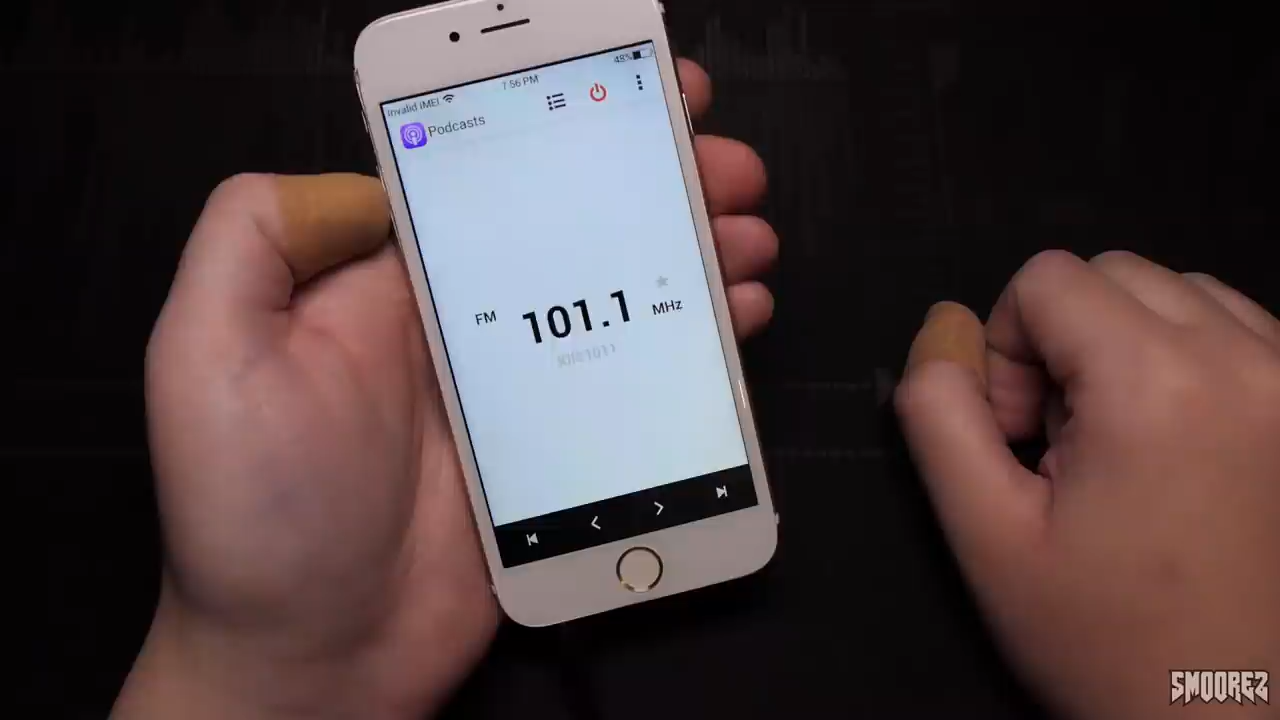 Invalid IMEI 7:56 PM 48%
Podcasts
FM 101.1 MHz
SMOOREZ